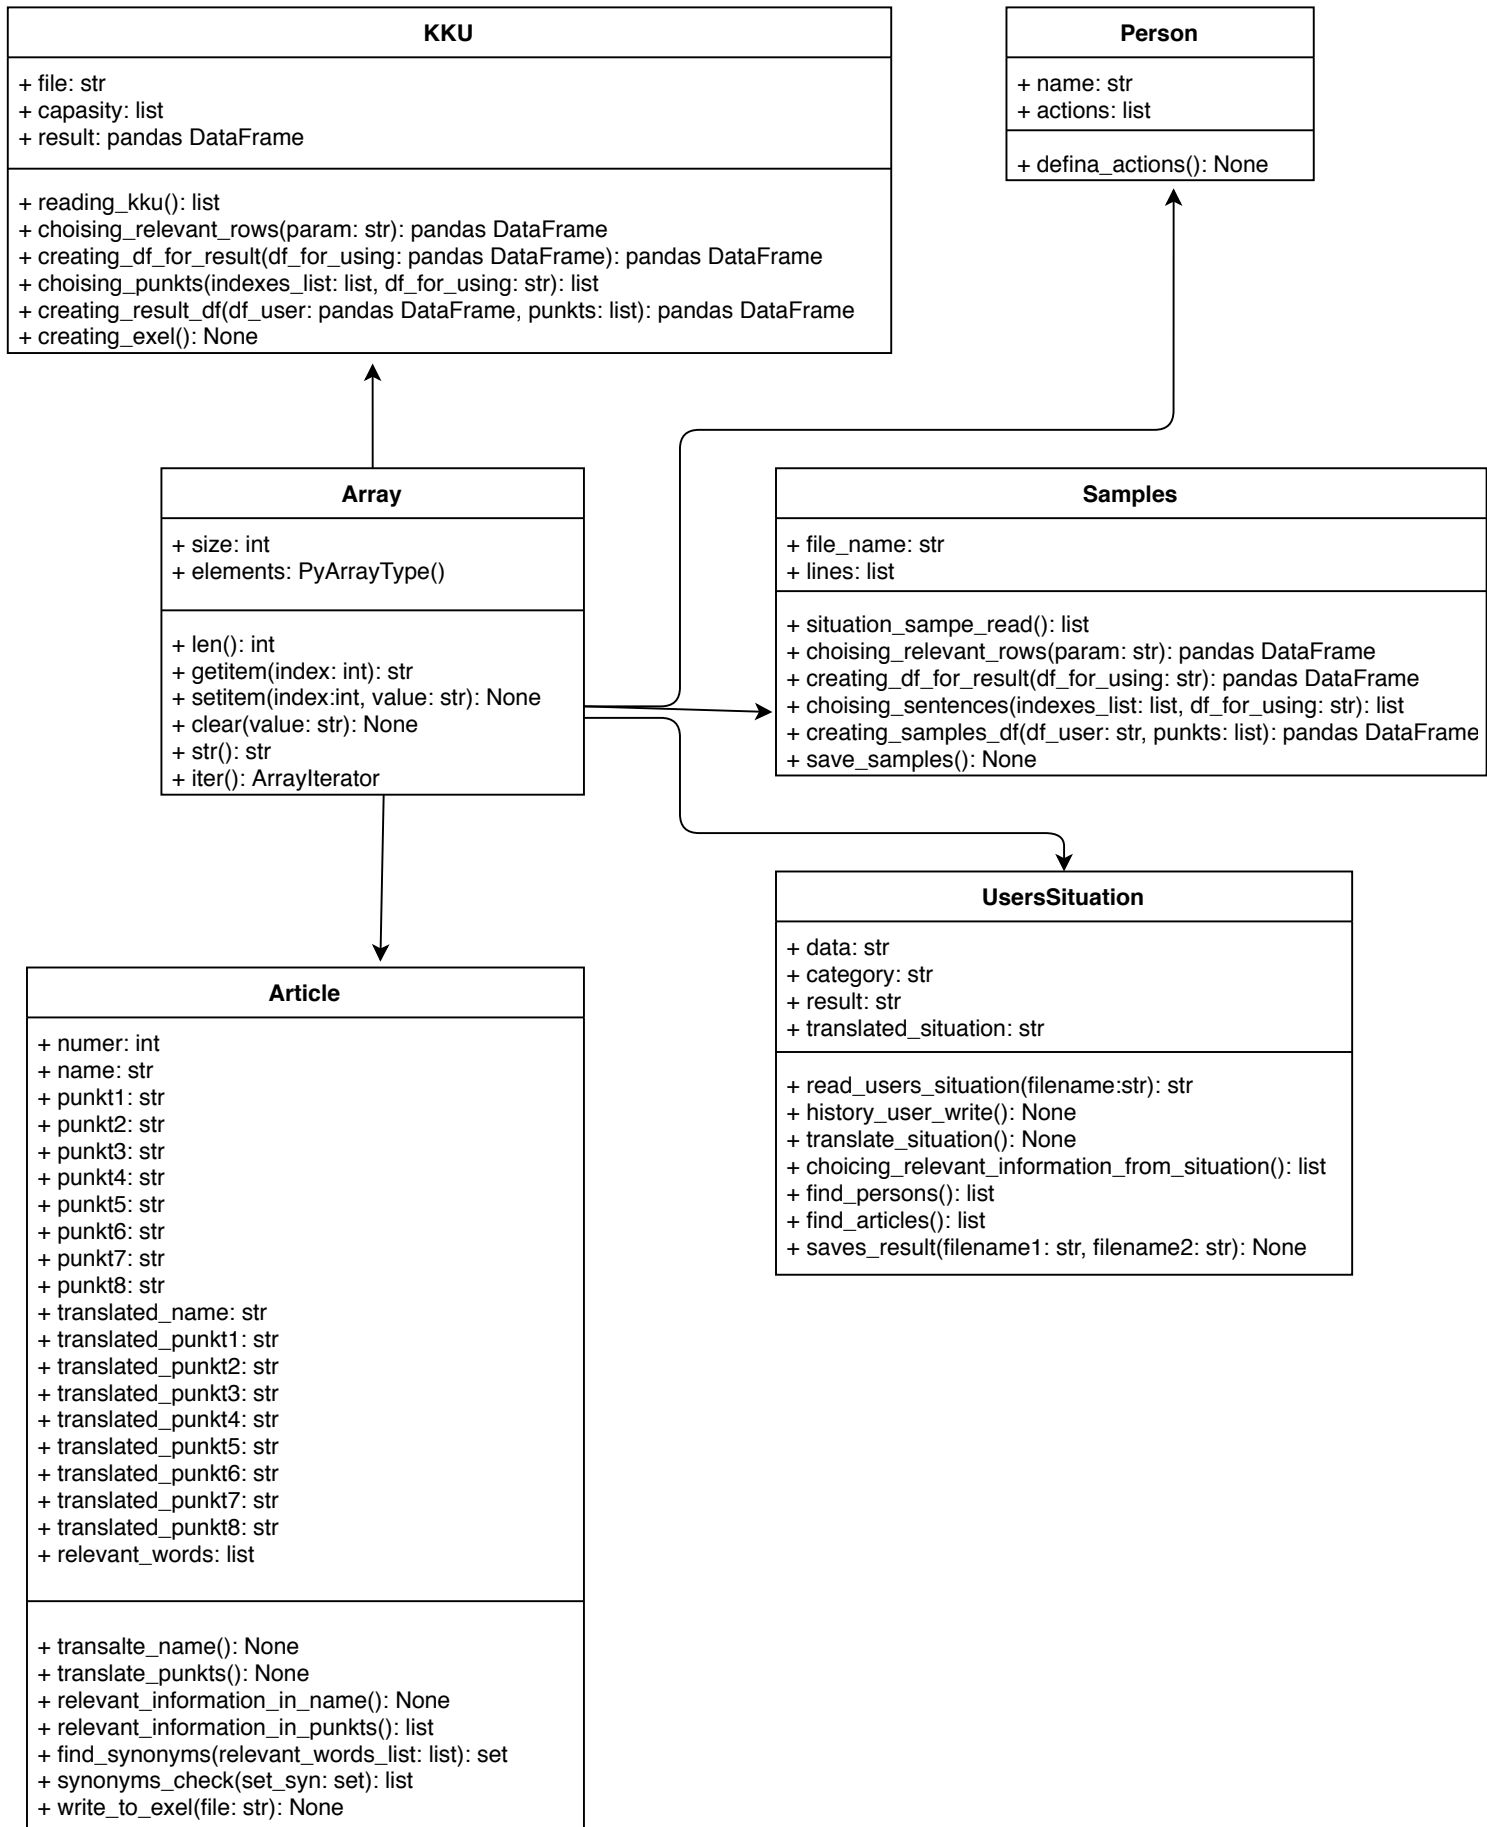 KKU
+ file: str
+ capasity: list
+ result: pandas DataFrame
+ reading_kku(): list
+ choising_relevant_rows(param: str): pandas DataFrame
+ creating_df_for_result(df_for_using: pandas DataFrame): pandas DataFrame
+ choising_punkts(indexes_list: list, df_for_using: str): list
+ creating_result_df(df_user: pandas DataFrame, punkts: list): pandas DataFrame
+ creating_exel(): None
Person
+ name: str
+ actions: list
+ defina_actions(): None
Array
+ size: int
+ elements: PyArrayType()
+ len(): int
+ getitem(index: int): str
+ setitem(index:int, value: str): None
+ clear(value: str): None
+ str(): str
+ iter(): ArrayIterator
Samples
+ file_name: str
+ lines: list
+ situation_sampe_read(): list
+ choising_relevant_rows(param: str): pandas DataFrame
+ creating_df_for_result(df_for_using: str): pandas DataFrame
+ choising_sentences(indexes_list: list, df_for_using: str): list
+ creating_samples_df(df_user: str, punkts: list): pandas DataFrame
+ save_samples(): None
UsersSituation
+ data: str
+ category: str
+ result: str
+ translated_situation: str
+ read_users_situation(filename:str): str
+ history_user_write(): None
+ translate_situation(): None
+ choicing_relevant_information_from_situation(): list
+ find_persons(): list
+ find_articles(): list
+ saves_result(filename1: str, filename2: str): None
Article
+ numer: int
+ name: str
+ punkt1: str
+ punkt2: str
+ punkt3: str
+ punkt4: str
+ punkt5: str
+ punkt6: str
+ punkt7: str
+ punkt8: str
+ translated_name: str
+ translated_punkt1: str
+ translated_punkt2: str
+ translated_punkt3: str
+ translated_punkt4: str
+ translated_punkt5: str
+ translated_punkt6: str
+ translated_punkt7: str
+ translated_punkt8: str
+ relevant_words: list
+ transalte_name(): None
+ translate_punkts(): None
+ relevant_information_in_name(): None
+ relevant_information_in_punkts(): list
+ find_synonyms(relevant_words_list: list): set
+ synonyms_check(set_syn: set): list
+ write_to_exel(file: str): None